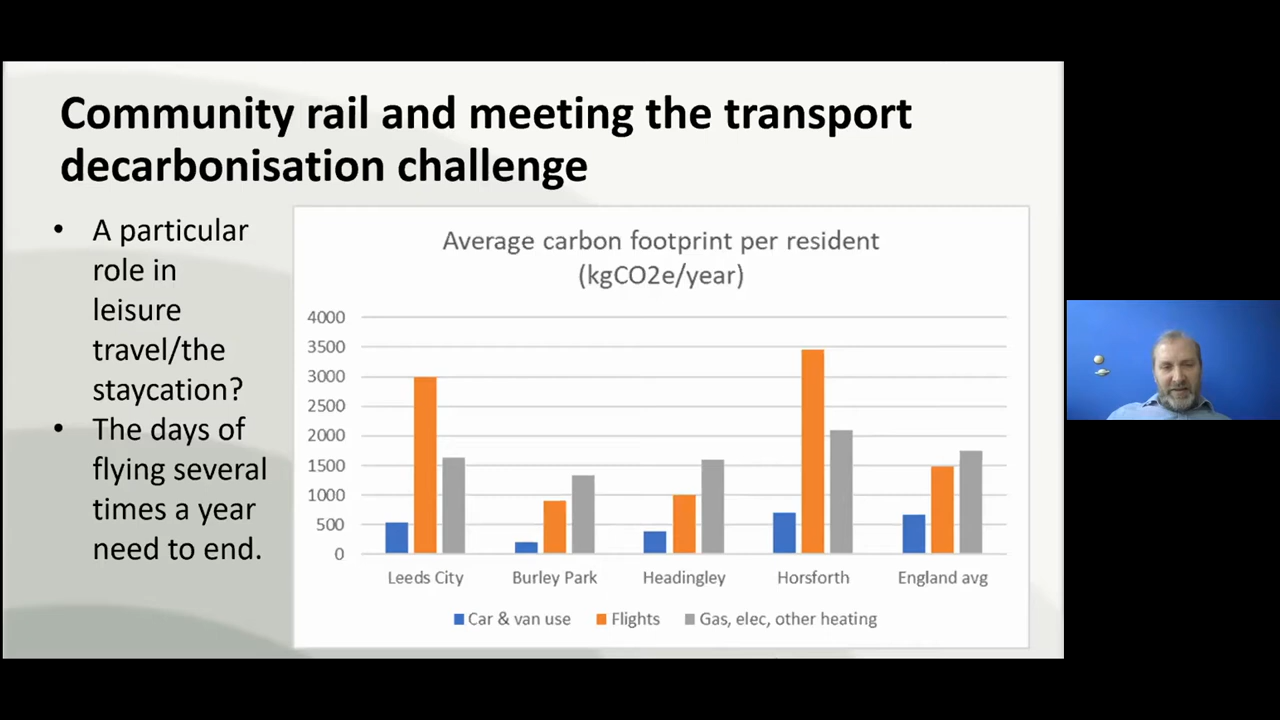 Community rail and meeting the transport
decarbonisation challenge
• A particular
role in
leisure
travel/the
staycation?
• The days of
flying several
times a year
need to end.
Average carbon footprint per resident
(kgCO2e/year)
4000
3500
3000
2500
2000
1500
1000
500
0
Leeds City Burley Park Headingley Horsforth England avg
Car & van use Flights Gas, elec, other heating